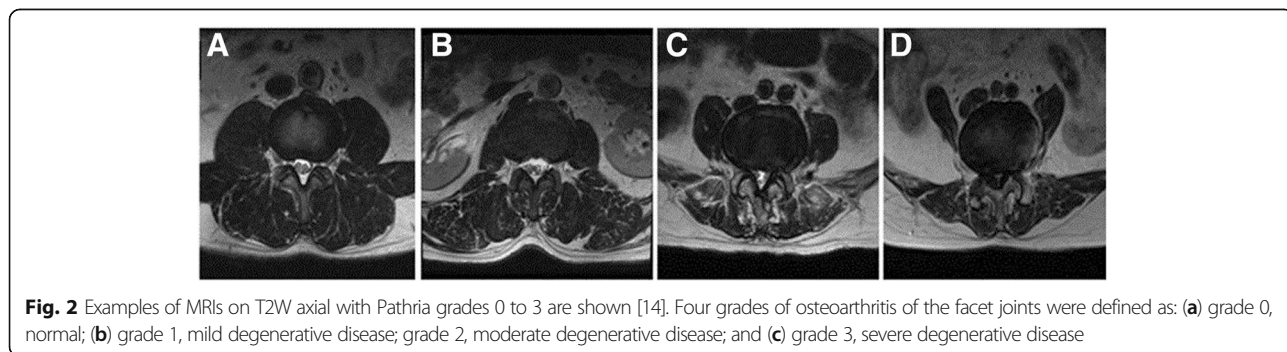 A B C D
Fig. 2 Examples of MRIs on T2W axial with Pathria grades 0 to 3 are shown [14]. Four grades of osteoarthritis of the facet joints were defined as: (a) grade 0,
normal; (b) grade 1, mild degenerative disease; grade 2, moderate degenerative disease; and (c) grade 3, severe degenerative disease